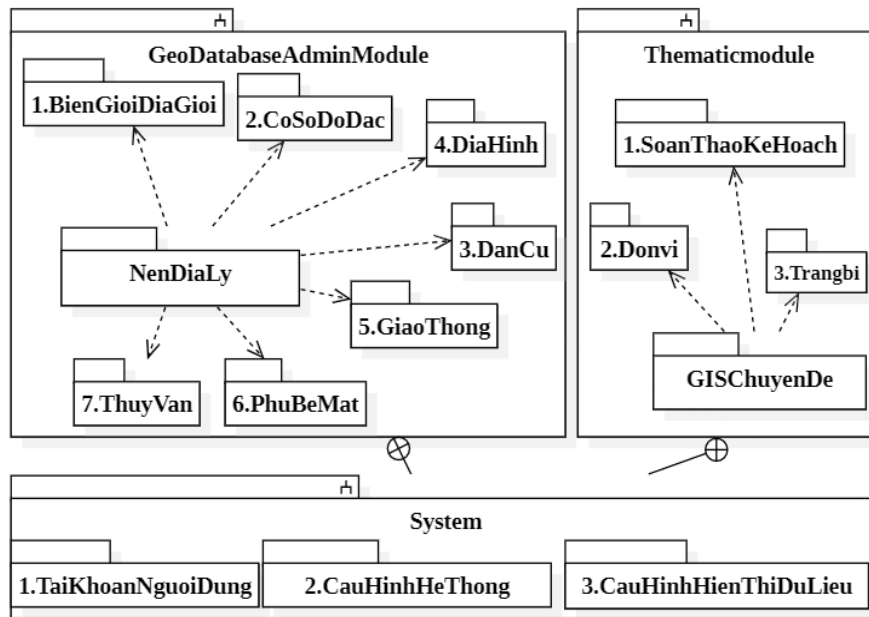 GeoDatabaseAdminModule
1.BienGioiDiaGioi
2.CoSoDoDac
4.DiaHinh
NenDiaLy
3.DanCu
5.GiaoThong
7.ThuyVan
6.PhuBeMat
Thematicmodule
1.SoanThaoKeHoach
2.Donvi
3.Trangbi
GISChuyenDe
System
1.TaiKhoanNguoiDung
2.CauHinhHeThong
3.CauHinhHienThiDuLieu